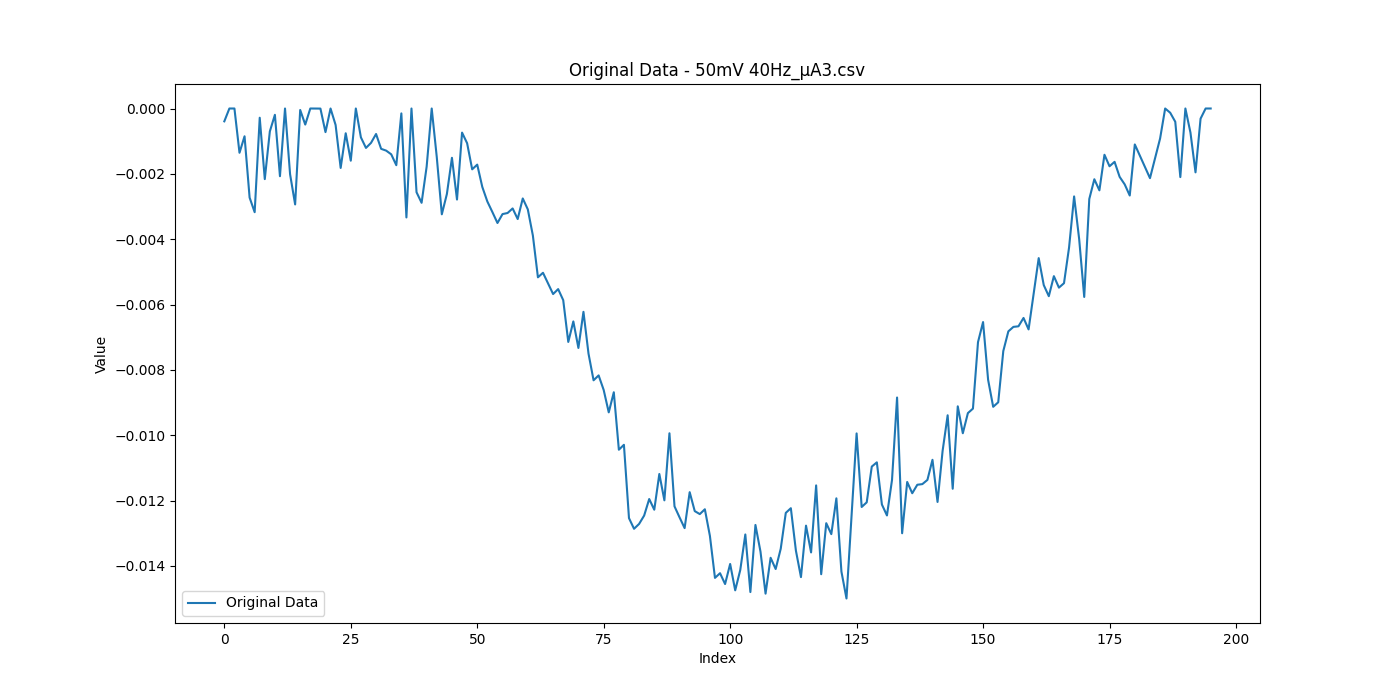 Original Data - 50mV 40Hz_µA3.csv
Value
0.000
−0.002
−0.004
−0.006
−0.008
−0.010
−0.012
−0.014
Original Data
0 25 50 75 100 125 150 175 200
Index